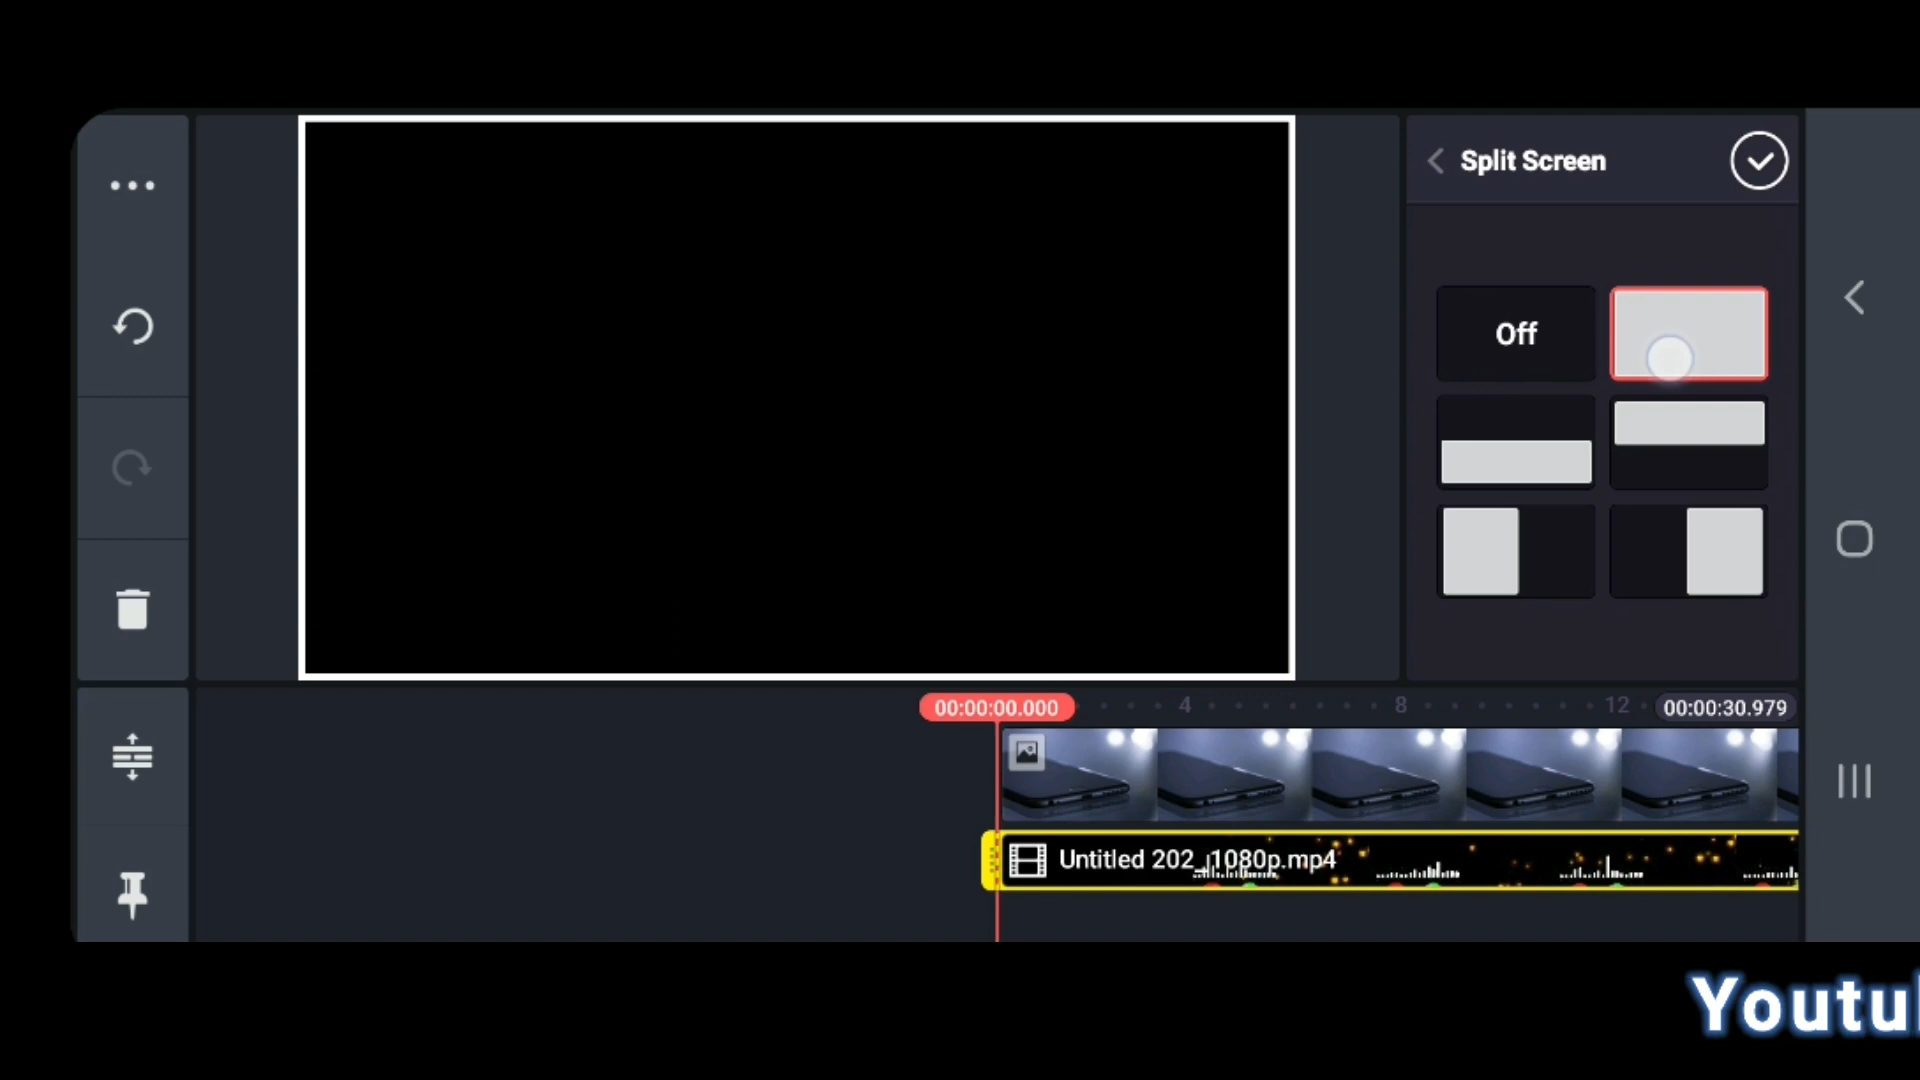 Split Screen
Off
00:00:00.000
4
8
12
00:00:30.979
Untitled 202_1080p.mp4
Youtu